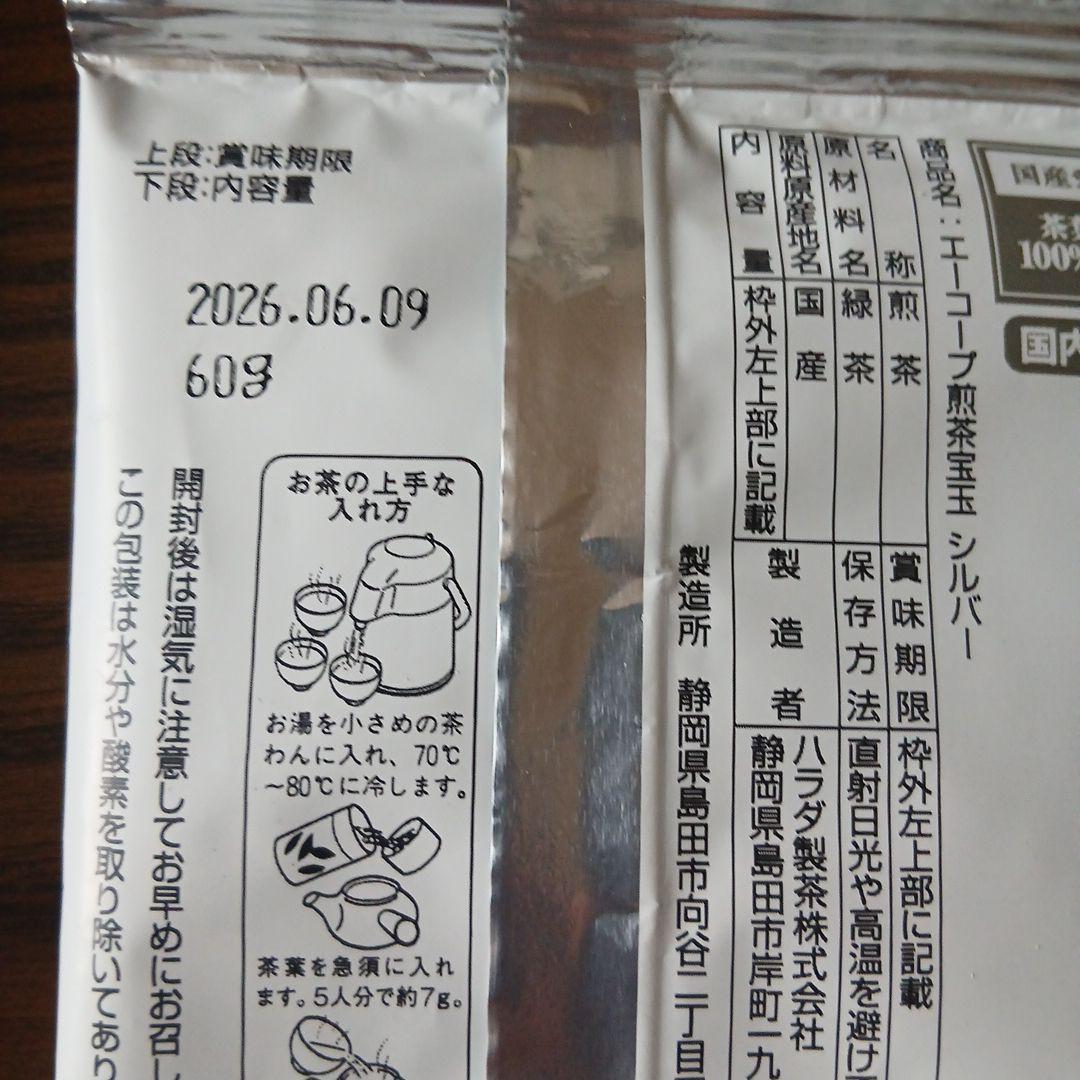 上段:賞味期限
下段:内容量
2026.06.09
60g
開封後は湿気に注意してお早めにお召し
この包装は水分や酸素を取り除いてあり
お茶の上手な
入れ方
お湯を小さめの茶
わんに入れ、70℃
～80℃に冷します。
茶葉を急須に入れ
ます。5人分で約7g。
国産
茶葉
100%
国内
商品名:エーコープ煎茶宝玉 シルバー
名称 煎茶
原材料名 緑茶
原料原産地名 国産
内容量 枠外左上部に記載
賞味期限 枠外左上部に記載
保存方法 直射日光や高温を避け
製造者 ハラダ製茶株式会社
静岡県島田市岸町一九
製造所 静岡県島田市向谷二丁目